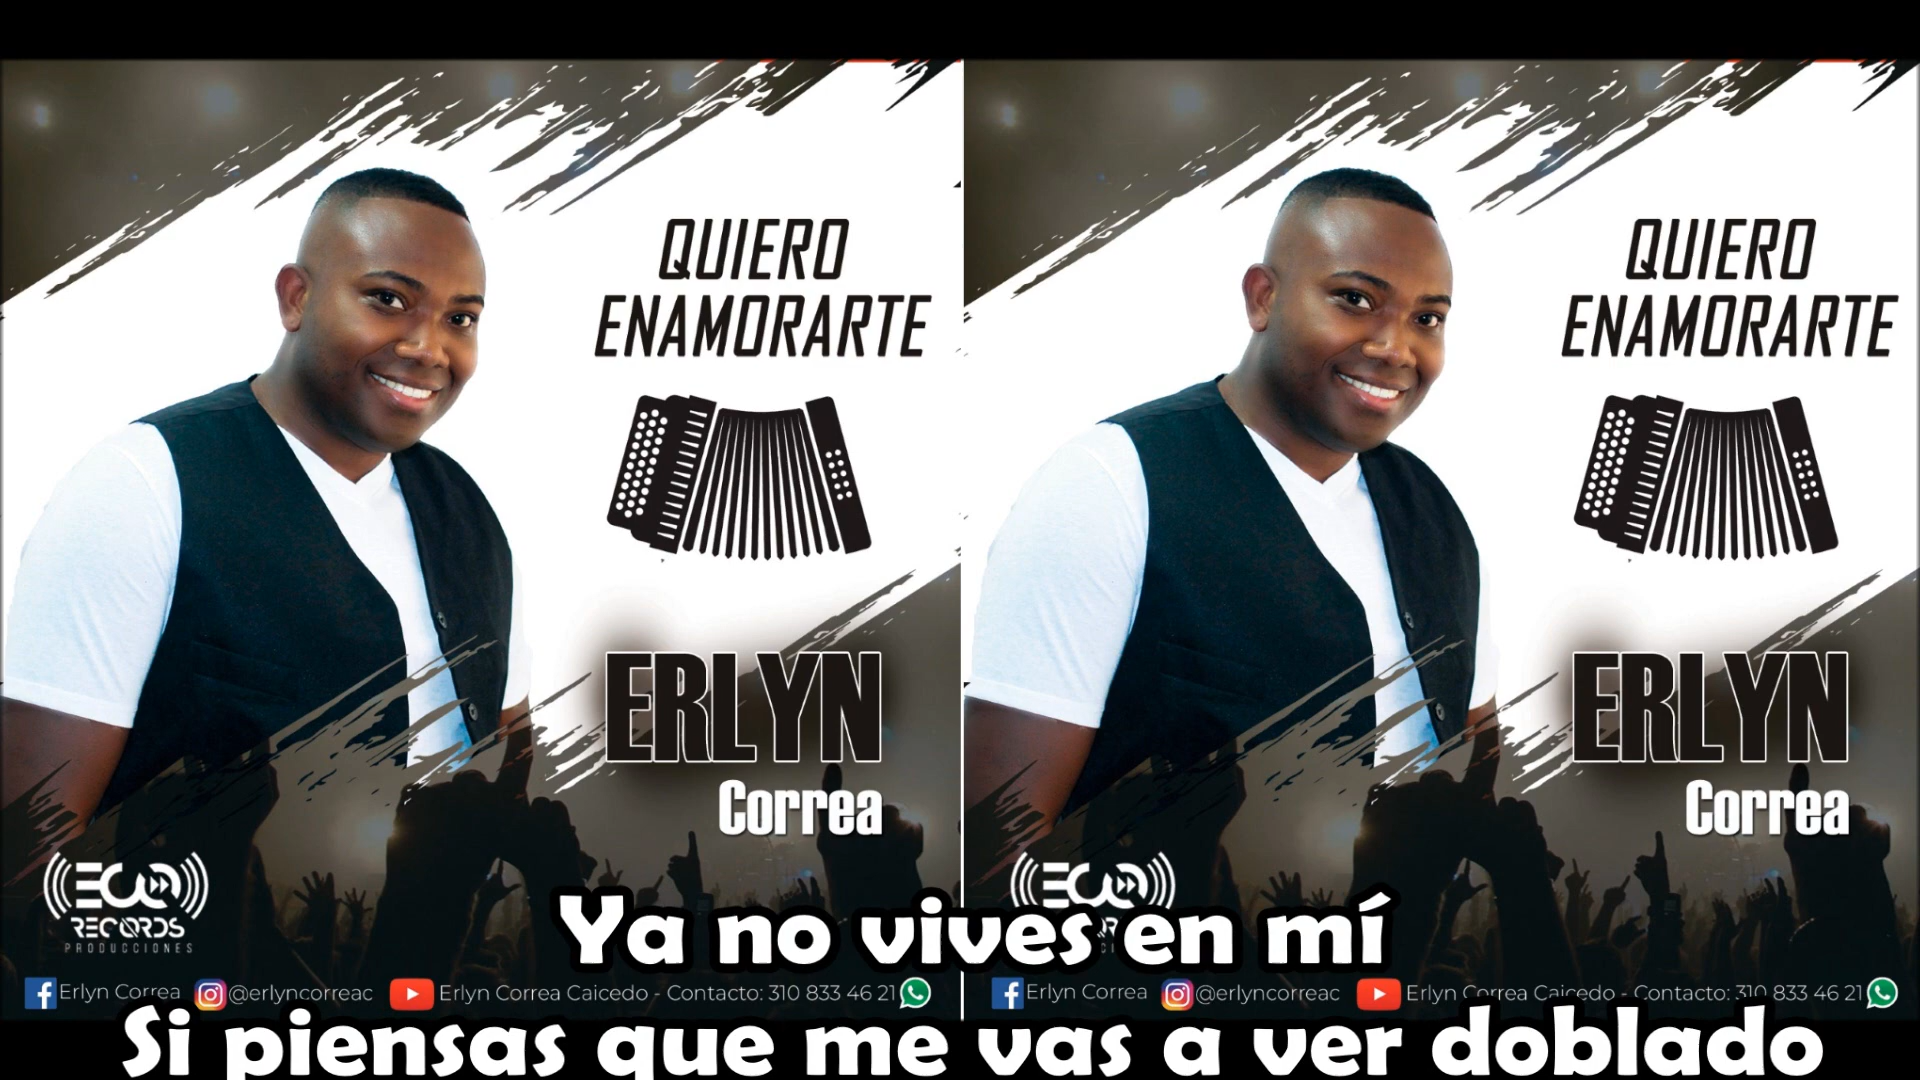 QUIERO
ENAMORARTE
ERLYN
Correa
ECO
RECORDS
PRODUCCIONES
Erlyn Correa @erlyncorreac Erlyn Correa Caicedo - Contacto: 310 833 46 21
QUIERO
ENAMORARTE
ERLYN
Correa
ECO
Erlyn Correa @erlyncorreac Erlyn Correa Caicedo - Contacto: 310 833 46 21
Ya no vives en mí
Si piensas que me vas a ver doblado